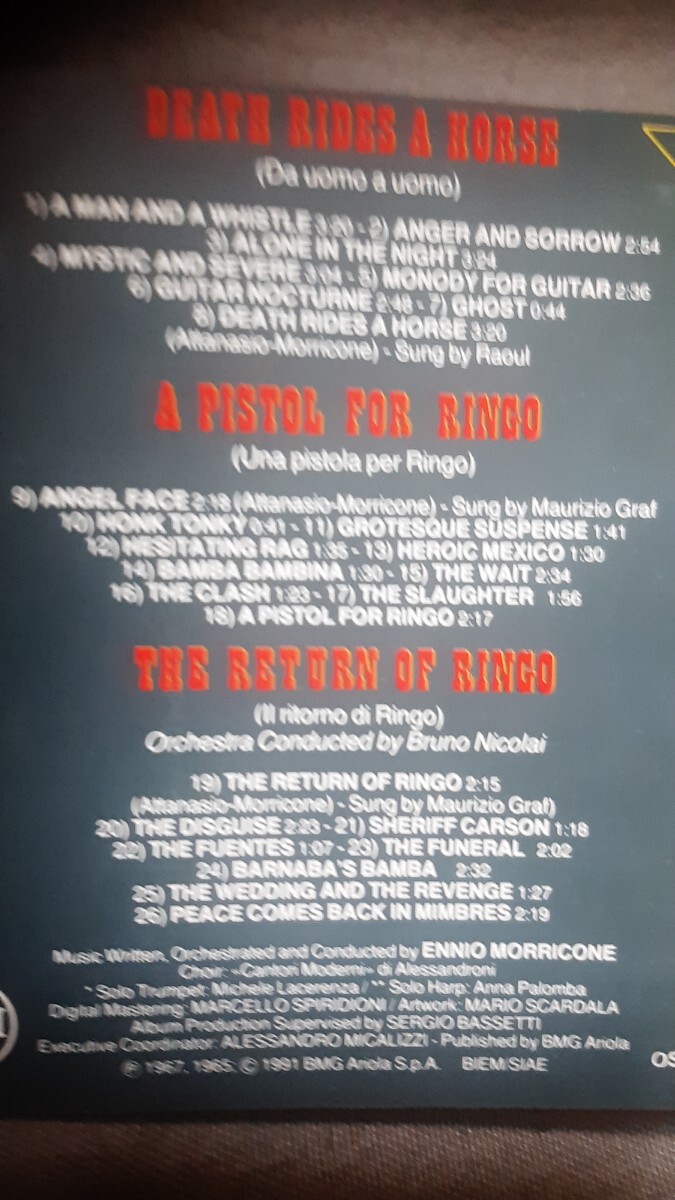 DEATH RIDES A HORSE
(Da uomo a uomo)
1) A MAN AND A WHISTLE 3:20 - 2) ANGER AND SORROW 2:54
3) ALONE IN THE NIGHT 3:24
4) MYSTIC AND SEVERE 3:04 - 5) MONODY FOR GUITAR 2:36
6) GUITAR NOCTURNE 2:48 - 7) GHOST 0:44
8) DEATH RIDES A HORSE 3:20
(Attanasio-Morricone) - Sung by Raoul
A PISTOL FOR RINGO
(Una pistola per Ringo)
9) ANGEL FACE 2:18 (Attanasio-Morricone) - Sung by Maurizio Graf
10) HONK TONKY 0:41 - 11) GROTESQUE SUSPENSE 1:41
12) HESITATING RAG 1:35 - 13) HEROIC MEXICO 1:30
14) BAMBA BAMBINA 1:30 - 15) THE WAIT 2:34
16) THE CLASH 1:23 - 17) THE SLAUGHTER 1:56
18) A PISTOL FOR RINGO 2:17
THE RETURN OF RINGO
(Il ritorno di Ringo)
Orchestra Conducted by Bruno Nicolai
19) THE RETURN OF RINGO 2:15
(Attanasio-Morricone) - Sung by Maurizio Graf)
20) THE DISGUISE 2:23 - 21) SHERIFF CARSON 1:18
22) THE FUENTES 1:07 - 23) THE FUNERAL 2:02
24) BARNABA'S BAMBA 2:32
25) THE WEDDING AND THE REVENGE 1:27
26) PEACE COMES BACK IN MIMBRES 2:19
Music Written, Orchestrated and Conducted by ENNIO MORRICONE
Choir: «Cantori Moderni» di Alessandroni
* Solo Trumpet: Michele Lacerenza / ** Solo Harp: Anna Palomba
Digital Mastering: MARCELLO SPIRIDIONI / Artwork: MARIO SCARDALA
Album Production Supervised by SERGIO BASSETTI
Executive Coordinator: ALESSANDRO MICALIZZI - Published by BMG Ariola
℗ 1967, 1965; © 1991 BMG Ariola S.p.A. BIEM/SIAE
OS